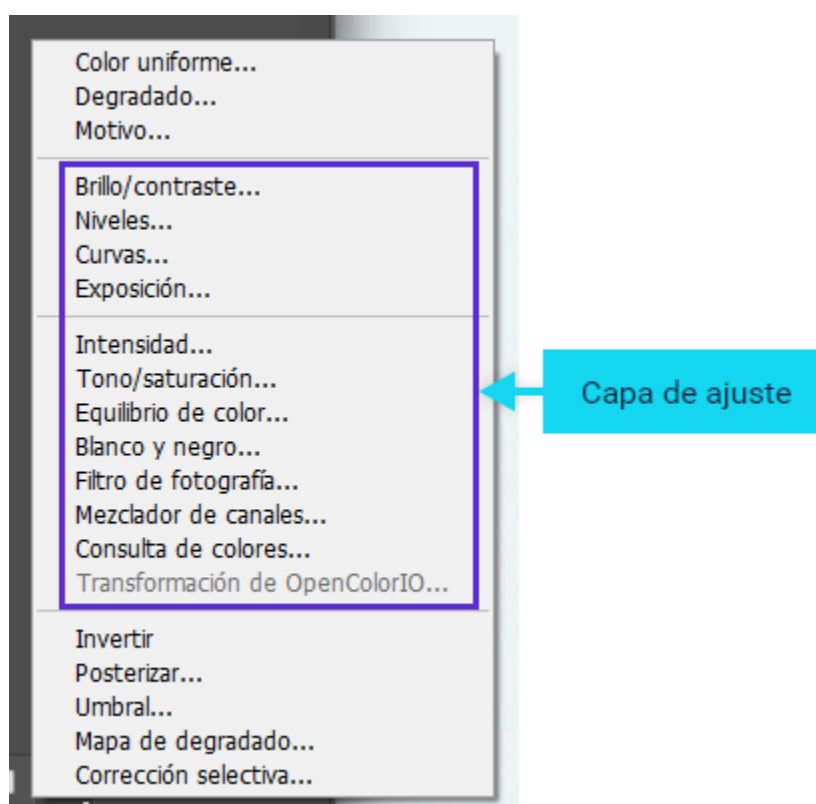 Color uniforme...
Degradado...
Motivo...
Brillo/contraste...
Niveles...
Curvas...
Exposición...
Intensidad...
Tono/saturación...
Equilibrio de color...
Blanco y negro...
Filtro de fotografía...
Mezclador de canales...
Consulta de colores...
Transformación de OpenColorIO...
Invertir
Posterizar...
Umbral...
Mapa de degradado...
Corrección selectiva...
Capa de ajuste